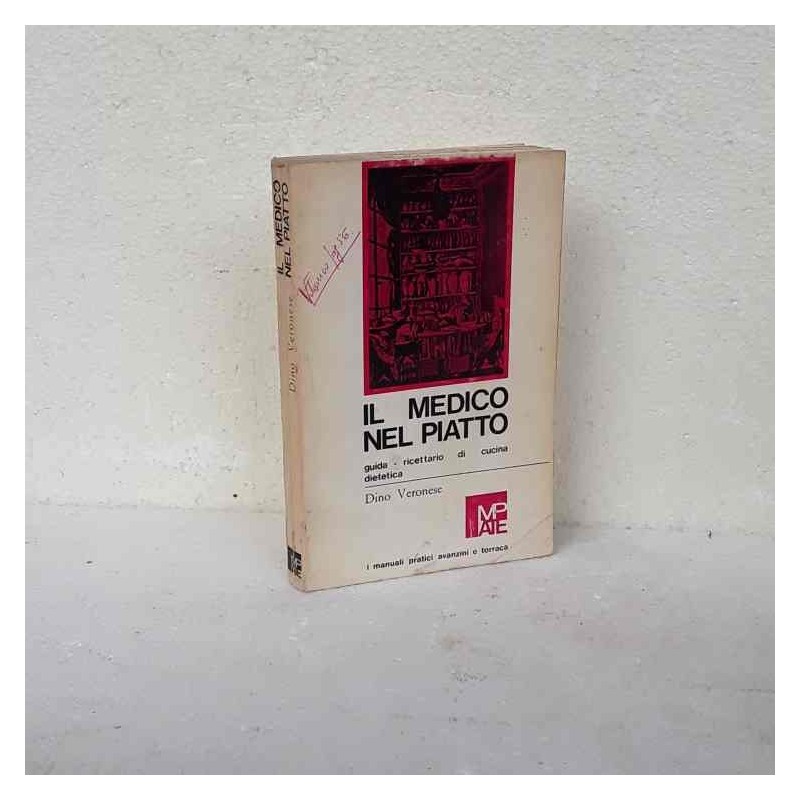 IL MEDICO
NEL PIATTO
Dino Veronese
IL MEDICO
NEL PIATTO
guida - ricettario di cucina
dietetica
Dino Veronese
MP
ATE
i manuali pratici avanzini e torraca